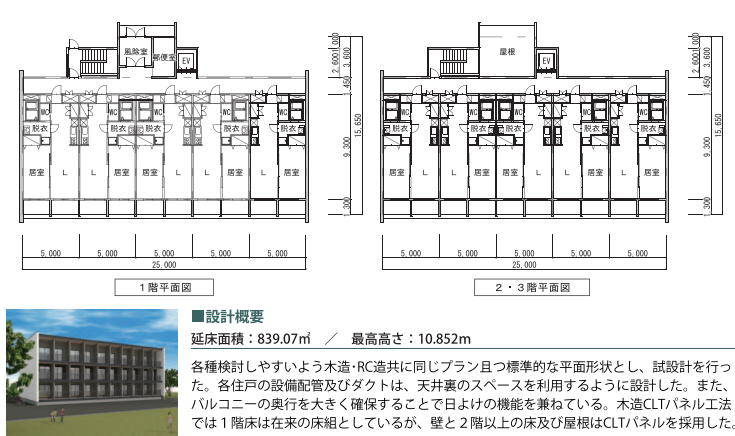 風除室
郵便室
EV
WC
WC
WC
WC
WC
脱衣
脱衣
脱衣
脱衣
脱衣
居室
L
L
居室
居室
L
L
居室
L
居室
1,000
2,600
3,600
1,450
9,300
15,650
1,300
5,000
5,000
5,000
5,000
5,000
25,000
1階平面図
屋根
EV
WC
WC
WC
WC
WC
脱衣
脱衣
脱衣
脱衣
脱衣
居室
L
L
居室
居室
L
L
居室
L
居室
1,000
2,600
3,600
1,450
9,300
15,650
1,300
5,000
5,000
5,000
5,000
5,000
25,000
2・3階平面図
■設計概要
延床面積：839.07㎡ ／ 最高高さ：10.852m
各種検討しやすいよう木造･RC造共に同じプラン且つ標準的な平面形状とし、試設計を行っ
た。各住戸の設備配管及びダクトは、天井裏のスペースを利用するように設計した。また、
バルコニーの奥行を大きく確保することで日よけの機能を兼ねている。木造CLTパネル工法
では１階床は在来の床組としているが、壁と２階以上の床及び屋根はCLTパネルを採用した。